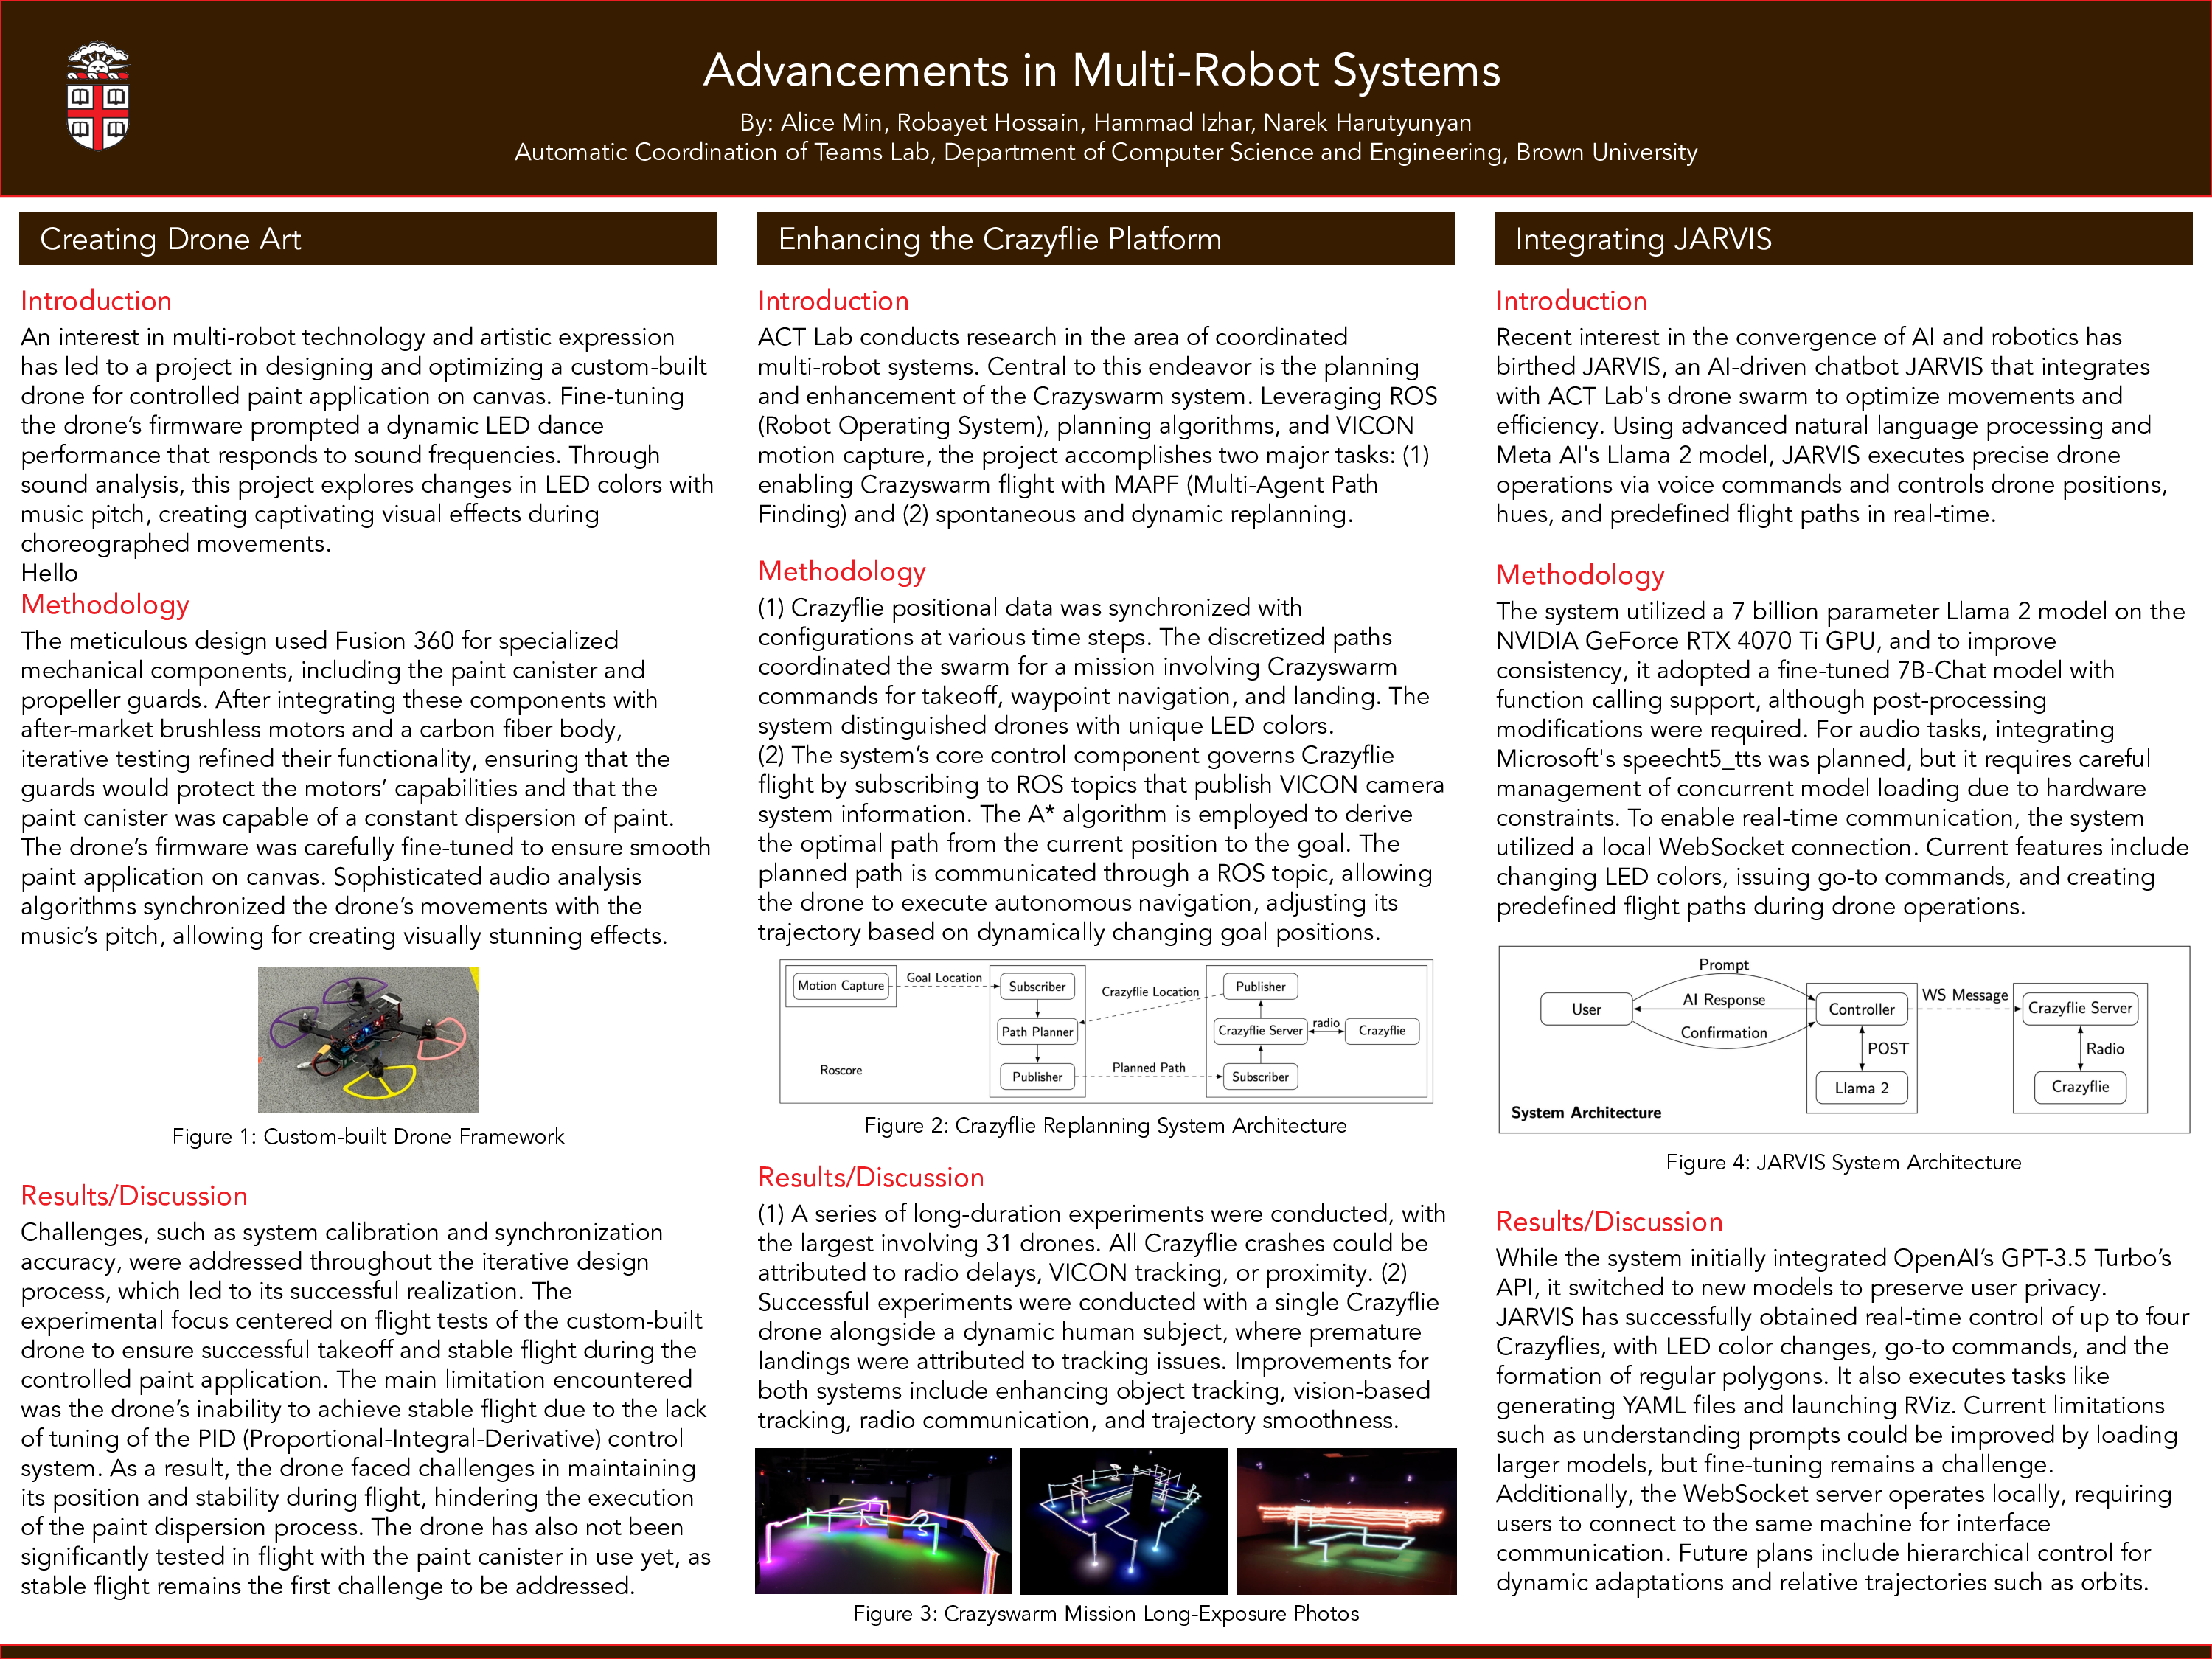 Advancements in Multi-Robot Systems
By: Alice Min, Robayet Hossain, Hammad Izhar, Narek Harutyunyan
Automatic Coordination of Teams Lab, Department of Computer Science and Engineering, Brown University
Creating Drone Art
Introduction
An interest in multi-robot technology and artistic expression
has led to a project in designing and optimizing a custom-built
drone for controlled paint application on canvas. Fine-tuning
the drone’s firmware prompted a dynamic LED dance
performance that responds to sound frequencies. Through
sound analysis, this project explores changes in LED colors with
music pitch, creating captivating visual effects during
choreographed movements.
Hello
Methodology
The meticulous design used Fusion 360 for specialized
mechanical components, including the paint canister and
propeller guards. After integrating these components with
after-market brushless motors and a carbon fiber body,
iterative testing refined their functionality, ensuring that the
guards would protect the motors’ capabilities and that the
paint canister was capable of a constant dispersion of paint.
The drone’s firmware was carefully fine-tuned to ensure smooth
paint application on canvas. Sophisticated audio analysis
algorithms synchronized the drone’s movements with the
music’s pitch, allowing for creating visually stunning effects.
Figure 1: Custom-built Drone Framework
Results/Discussion
Challenges, such as system calibration and synchronization
accuracy, were addressed throughout the iterative design
process, which led to its successful realization. The
experimental focus centered on flight tests of the custom-built
drone to ensure successful takeoff and stable flight during the
controlled paint application. The main limitation encountered
was the drone’s inability to achieve stable flight due to the lack
of tuning of the PID (Proportional-Integral-Derivative) control
system. As a result, the drone faced challenges in maintaining
its position and stability during flight, hindering the execution
of the paint dispersion process. The drone has also not been
significantly tested in flight with the paint canister in use yet, as
stable flight remains the first challenge to be addressed.
Enhancing the Crazyflie Platform
Introduction
ACT Lab conducts research in the area of coordinated
multi-robot systems. Central to this endeavor is the planning
and enhancement of the Crazyswarm system. Leveraging ROS
(Robot Operating System), planning algorithms, and VICON
motion capture, the project accomplishes two major tasks: (1)
enabling Crazyswarm flight with MAPF (Multi-Agent Path
Finding) and (2) spontaneous and dynamic replanning.
Methodology
(1) Crazyflie positional data was synchronized with
configurations at various time steps. The discretized paths
coordinated the swarm for a mission involving Crazyswarm
commands for takeoff, waypoint navigation, and landing. The
system distinguished drones with unique LED colors.
(2) The system’s core control component governs Crazyflie
flight by subscribing to ROS topics that publish VICON camera
system information. The A* algorithm is employed to derive
the optimal path from the current position to the goal. The
planned path is communicated through a ROS topic, allowing
the drone to execute autonomous navigation, adjusting its
trajectory based on dynamically changing goal positions.
Motion Capture
Goal Location
Subscriber
Crazyflie Location
Publisher
Path Planner
Crazyflie Server
radio
Crazyflie
Roscore
Publisher
Planned Path
Subscriber
Figure 2: Crazyflie Replanning System Architecture
Results/Discussion
(1) A series of long-duration experiments were conducted, with
the largest involving 31 drones. All Crazyflie crashes could be
attributed to radio delays, VICON tracking, or proximity. (2)
Successful experiments were conducted with a single Crazyflie
drone alongside a dynamic human subject, where premature
landings were attributed to tracking issues. Improvements for
both systems include enhancing object tracking, vision-based
tracking, radio communication, and trajectory smoothness.
Figure 3: Crazyswarm Mission Long-Exposure Photos
Integrating JARVIS
Introduction
Recent interest in the convergence of AI and robotics has
birthed JARVIS, an AI-driven chatbot JARVIS that integrates
with ACT Lab's drone swarm to optimize movements and
efficiency. Using advanced natural language processing and
Meta AI's Llama 2 model, JARVIS executes precise drone
operations via voice commands and controls drone positions,
hues, and predefined flight paths in real-time.
Methodology
The system utilized a 7 billion parameter Llama 2 model on the
NVIDIA GeForce RTX 4070 Ti GPU, and to improve
consistency, it adopted a fine-tuned 7B-Chat model with
function calling support, although post-processing
modifications were required. For audio tasks, integrating
Microsoft's speecht5_tts was planned, but it requires careful
management of concurrent model loading due to hardware
constraints. To enable real-time communication, the system
utilized a local WebSocket connection. Current features include
changing LED colors, issuing go-to commands, and creating
predefined flight paths during drone operations.
Prompt
User
AI Response
Controller
WS Message
Crazyflie Server
Confirmation
POST
Radio
Llama 2
Crazyflie
System Architecture
Figure 4: JARVIS System Architecture
Results/Discussion
While the system initially integrated OpenAI’s GPT-3.5 Turbo’s
API, it switched to new models to preserve user privacy.
JARVIS has successfully obtained real-time control of up to four
Crazyflies, with LED color changes, go-to commands, and the
formation of regular polygons. It also executes tasks like
generating YAML files and launching RViz. Current limitations
such as understanding prompts could be improved by loading
larger models, but fine-tuning remains a challenge.
Additionally, the WebSocket server operates locally, requiring
users to connect to the same machine for interface
communication. Future plans include hierarchical control for
dynamic adaptations and relative trajectories such as orbits.